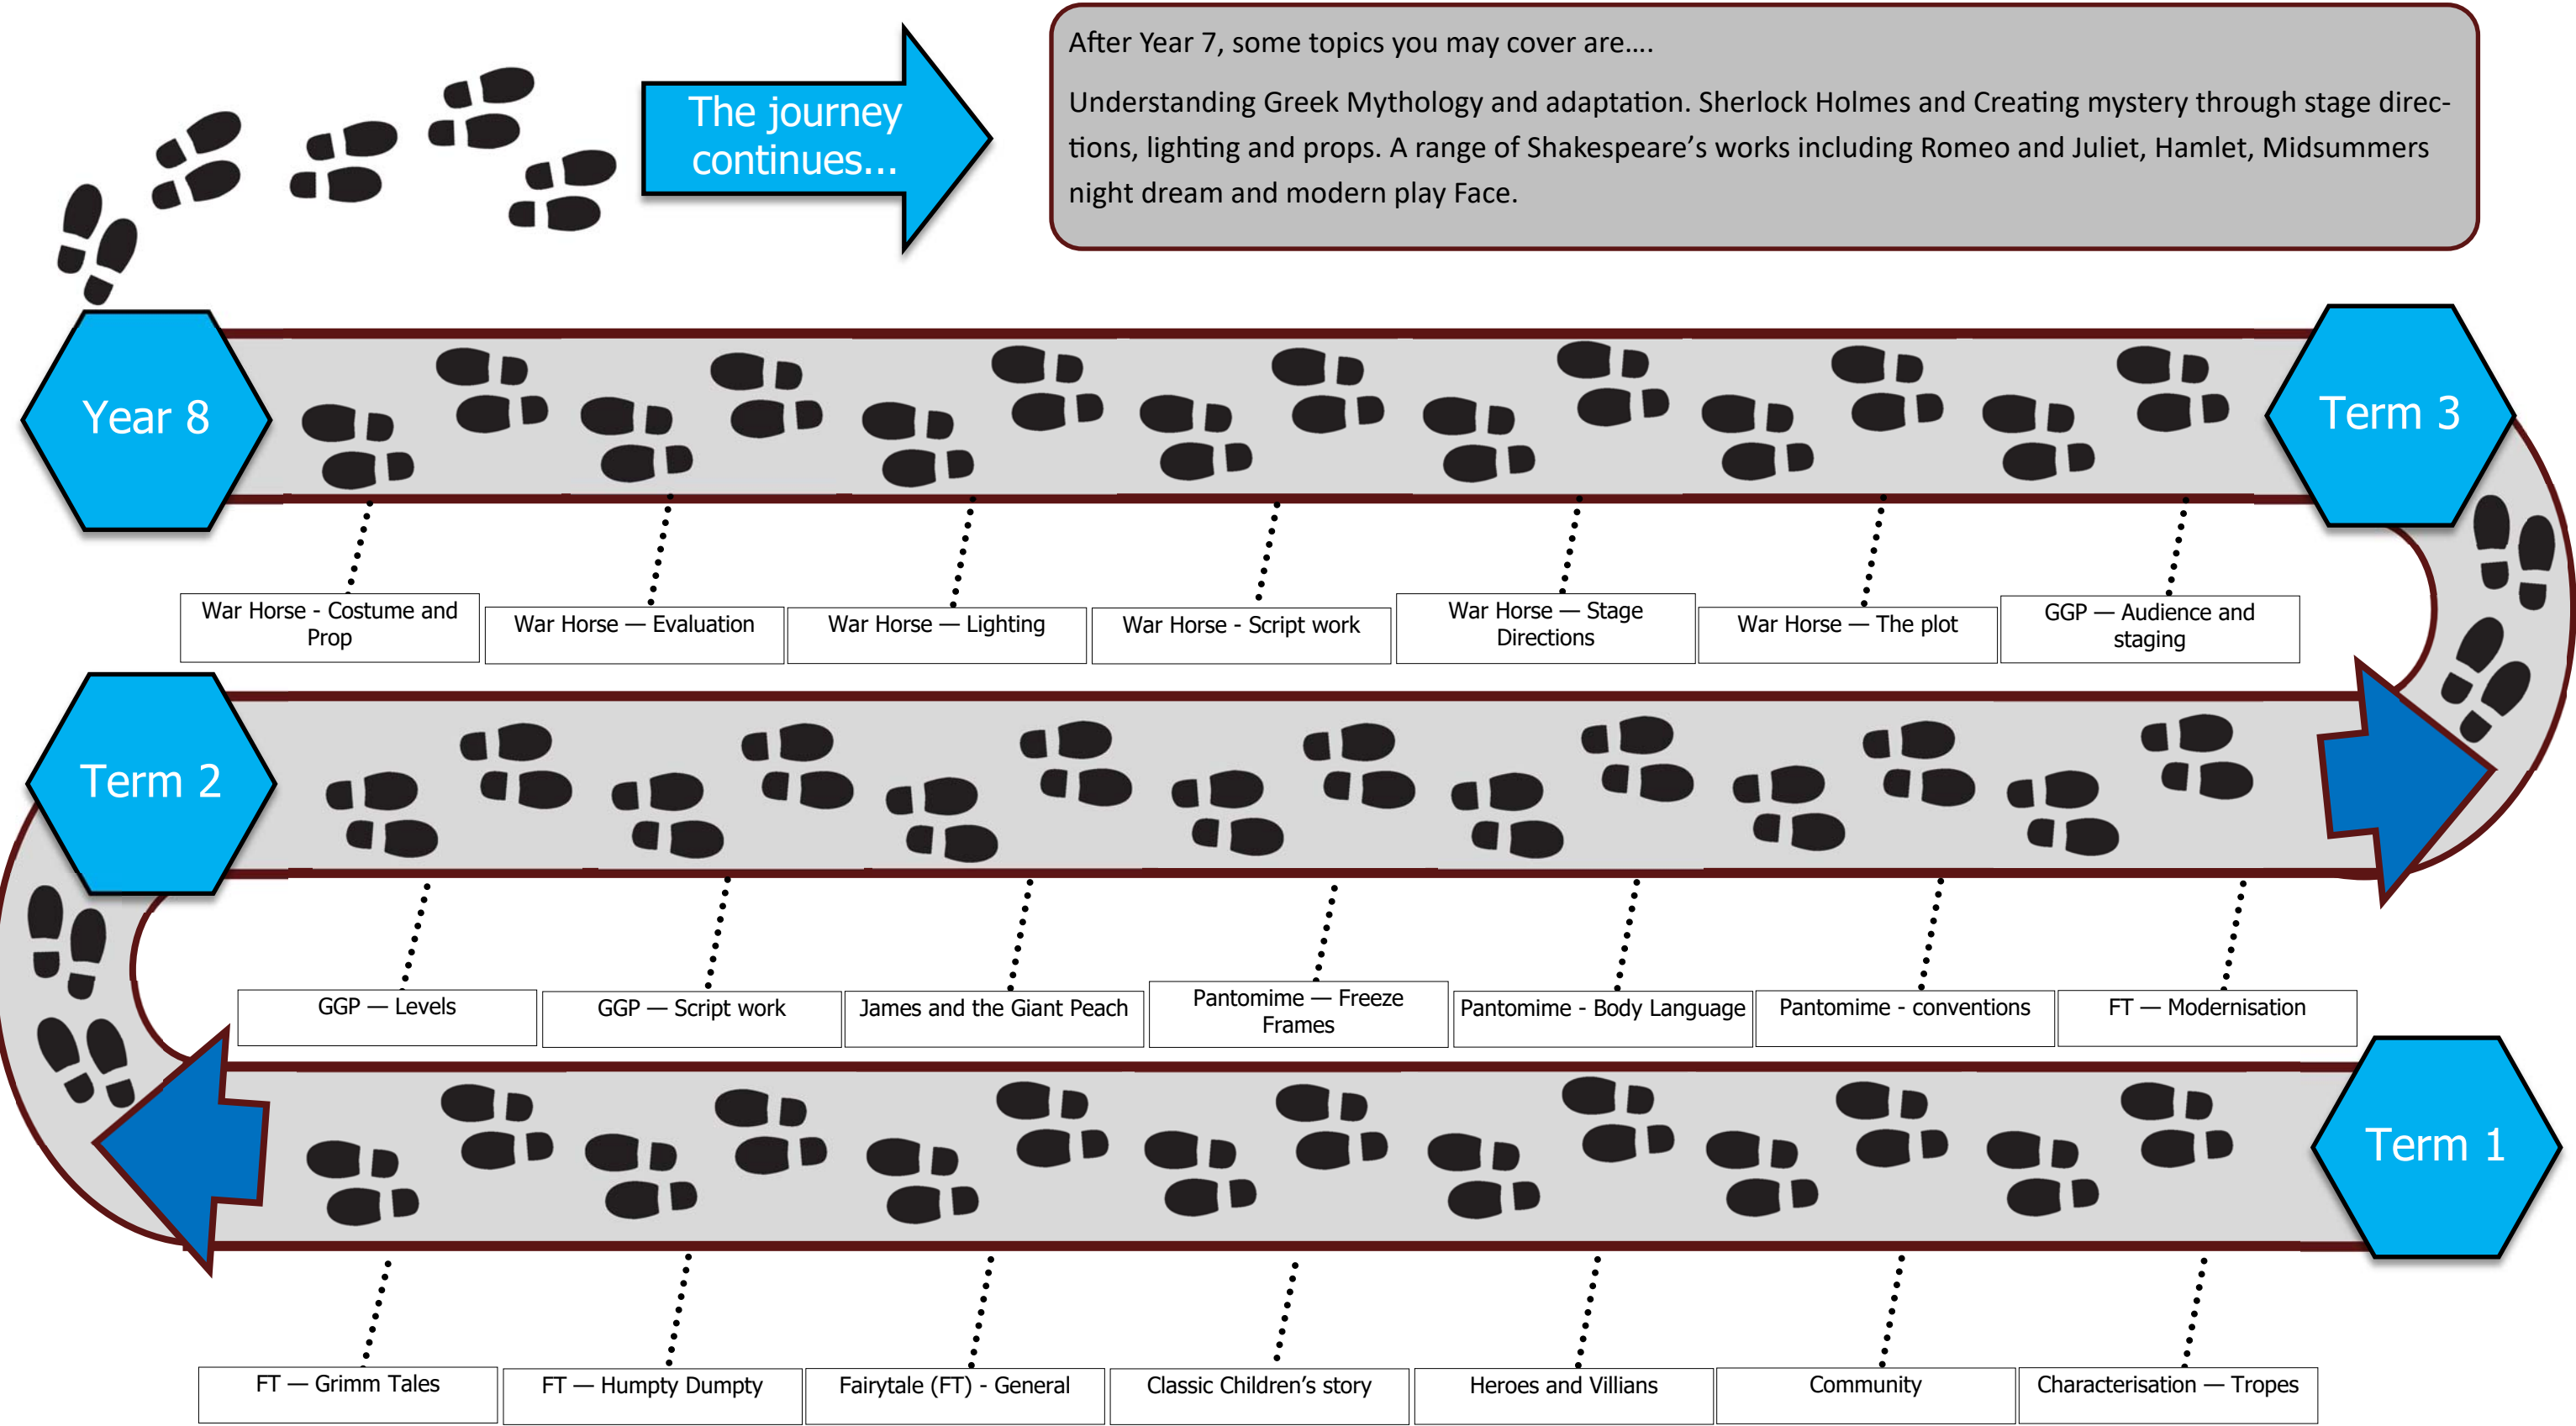 The journey
continues...
After Year 7, some topics you may cover are....
Understanding Greek Mythology and adaptation. Sherlock Holmes and Creating mystery through stage direc-
tions, lighting and props. A range of Shakespeare’s works including Romeo and Juliet, Hamlet, Midsummers
night dream and modern play Face.
Year 8
Term 3
War Horse - Costume and
Prop
War Horse — Evaluation
War Horse — Lighting
War Horse - Script work
War Horse — Stage
Directions
War Horse — The plot
GGP — Audience and
staging
Term 2
GGP — Levels
GGP — Script work
James and the Giant Peach
Pantomime — Freeze
Frames
Pantomime - Body Language
Pantomime - conventions
FT — Modernisation
Term 1
FT — Grimm Tales
FT — Humpty Dumpty
Fairytale (FT) - General
Classic Children’s story
Heroes and Villians
Community
Characterisation — Tropes